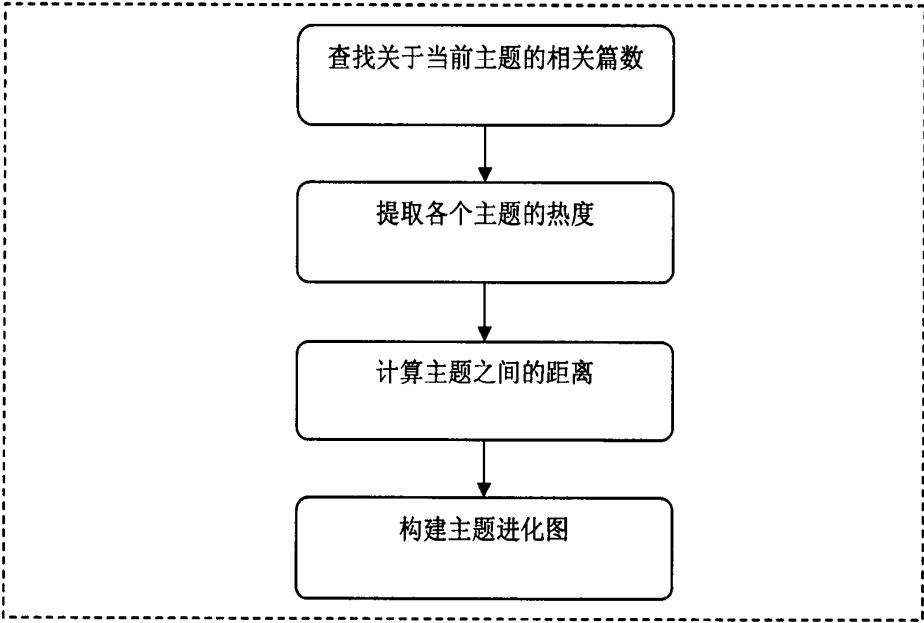 查找关于当前主题的相关篇数
提取各个主题的热度
计算主题之间的距离
构建主题进化图